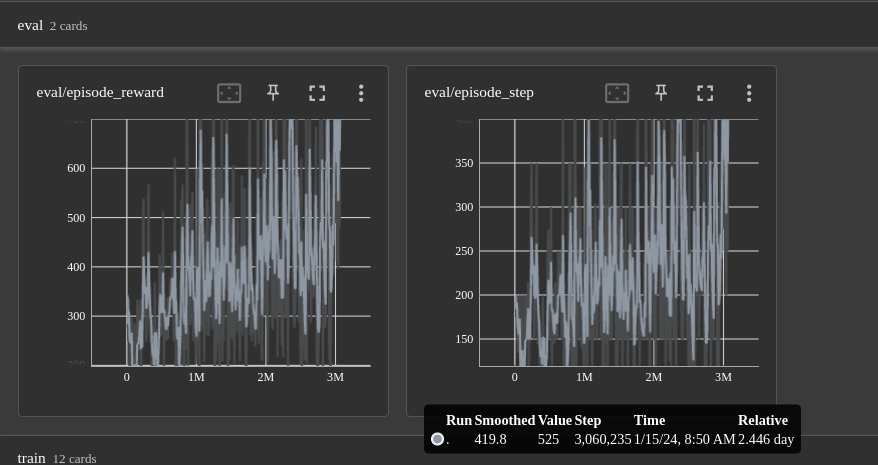 eval 2 cards
eval/episode_reward
600
500
400
300
0 1M 2M 3M
eval/episode_step
400
350
300
250
200
150
0 1M 2M 3M
Run Smoothed Value Step Time Relative
. 419.8 525 3,060,235 1/15/24, 8:50 AM 2.446 day
train 12 cards